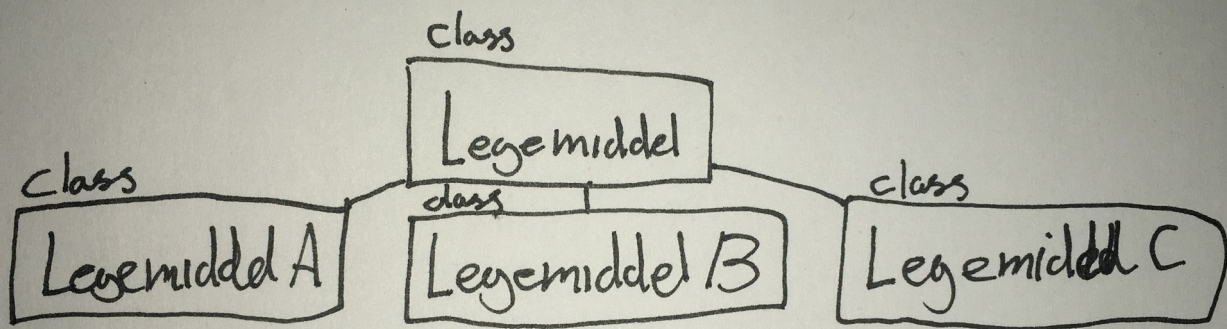 class
Legemiddel
class
Legemiddel A
class
Legemiddel B
class
Legemiddel C